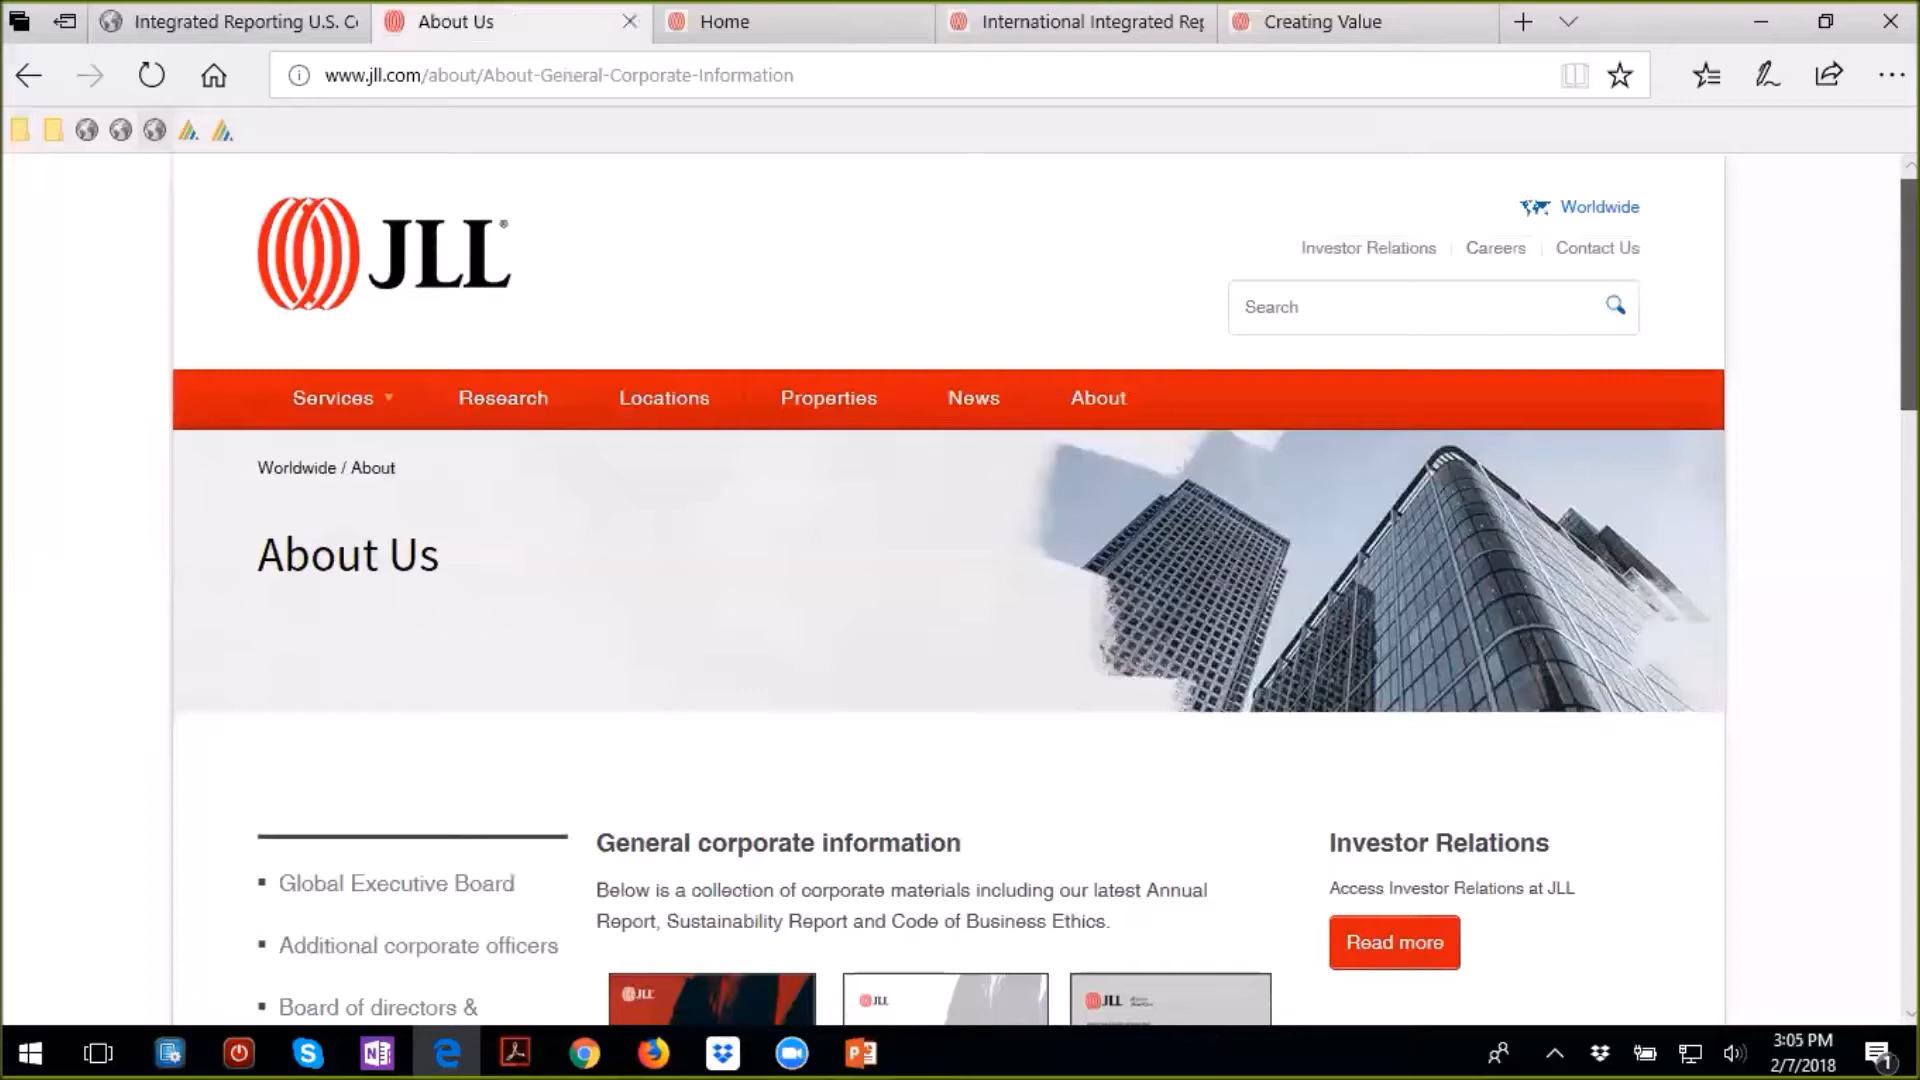 Integrated Reporting U.S. Co
About Us
Home
International Integrated Rep
Creating Value
www.jll.com/about/About-General-Corporate-Information
JLL®
Worldwide
Investor Relations
Careers
Contact Us
Search
Services
Research
Locations
Properties
News
About
Worldwide / About
About Us
Global Executive Board
Additional corporate officers
Board of directors &
General corporate information
Below is a collection of corporate materials including our latest Annual
Report, Sustainability Report and Code of Business Ethics.
JLL
JLL
JLL
Investor Relations
Access Investor Relations at JLL
Read more
3:05 PM
2/7/2018
1